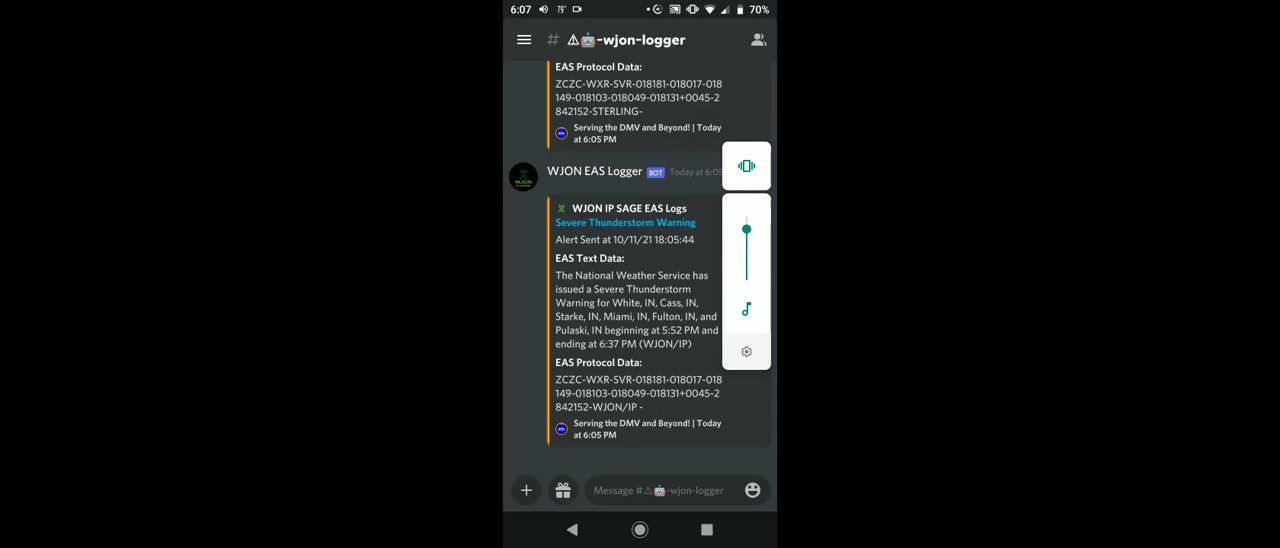 6:07 79° 70%
# ⚠🤖-wjon-logger
EAS Protocol Data:
ZCZC-WXR-SVR-018181-018017-018
149-018103-018049-018131+0045-2
842152-STERLING-
Serving the DMV and Beyond! | Today
at 6:05 PM
WJON EAS Logger BOT Today at 6:05
WJON IP SAGE EAS Logs
Severe Thunderstorm Warning
Alert Sent at 10/11/21 18:05:44
EAS Text Data:
The National Weather Service has
issued a Severe Thunderstorm
Warning for White, IN, Cass, IN,
Starke, IN, Miami, IN, Fulton, IN, and
Pulaski, IN beginning at 5:52 PM and
ending at 6:37 PM (WJON/IP)
EAS Protocol Data:
ZCZC-WXR-SVR-018181-018017-018
149-018103-018049-018131+0045-2
842152-WJON/IP -
Serving the DMV and Beyond! | Today
at 6:05 PM
Message #⚠🤖-wjon-logger